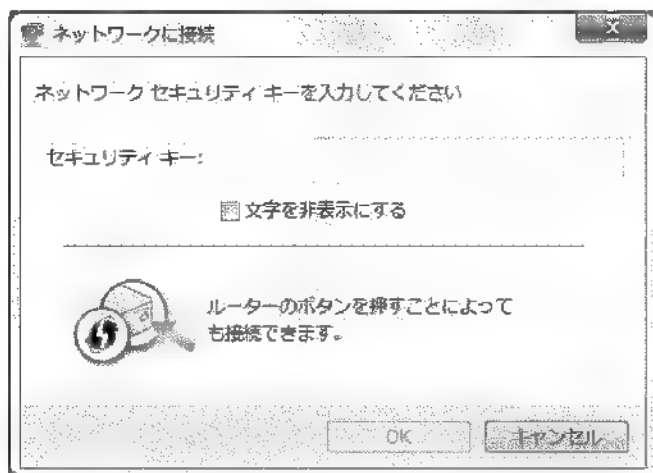 ネットワークに接続
ネットワーク セキュリティ キーを入力してください
セキュリティ キー:
文字を非表示にする
ルーターのボタンを押すことによって
も接続できます。
OK
キャンセル